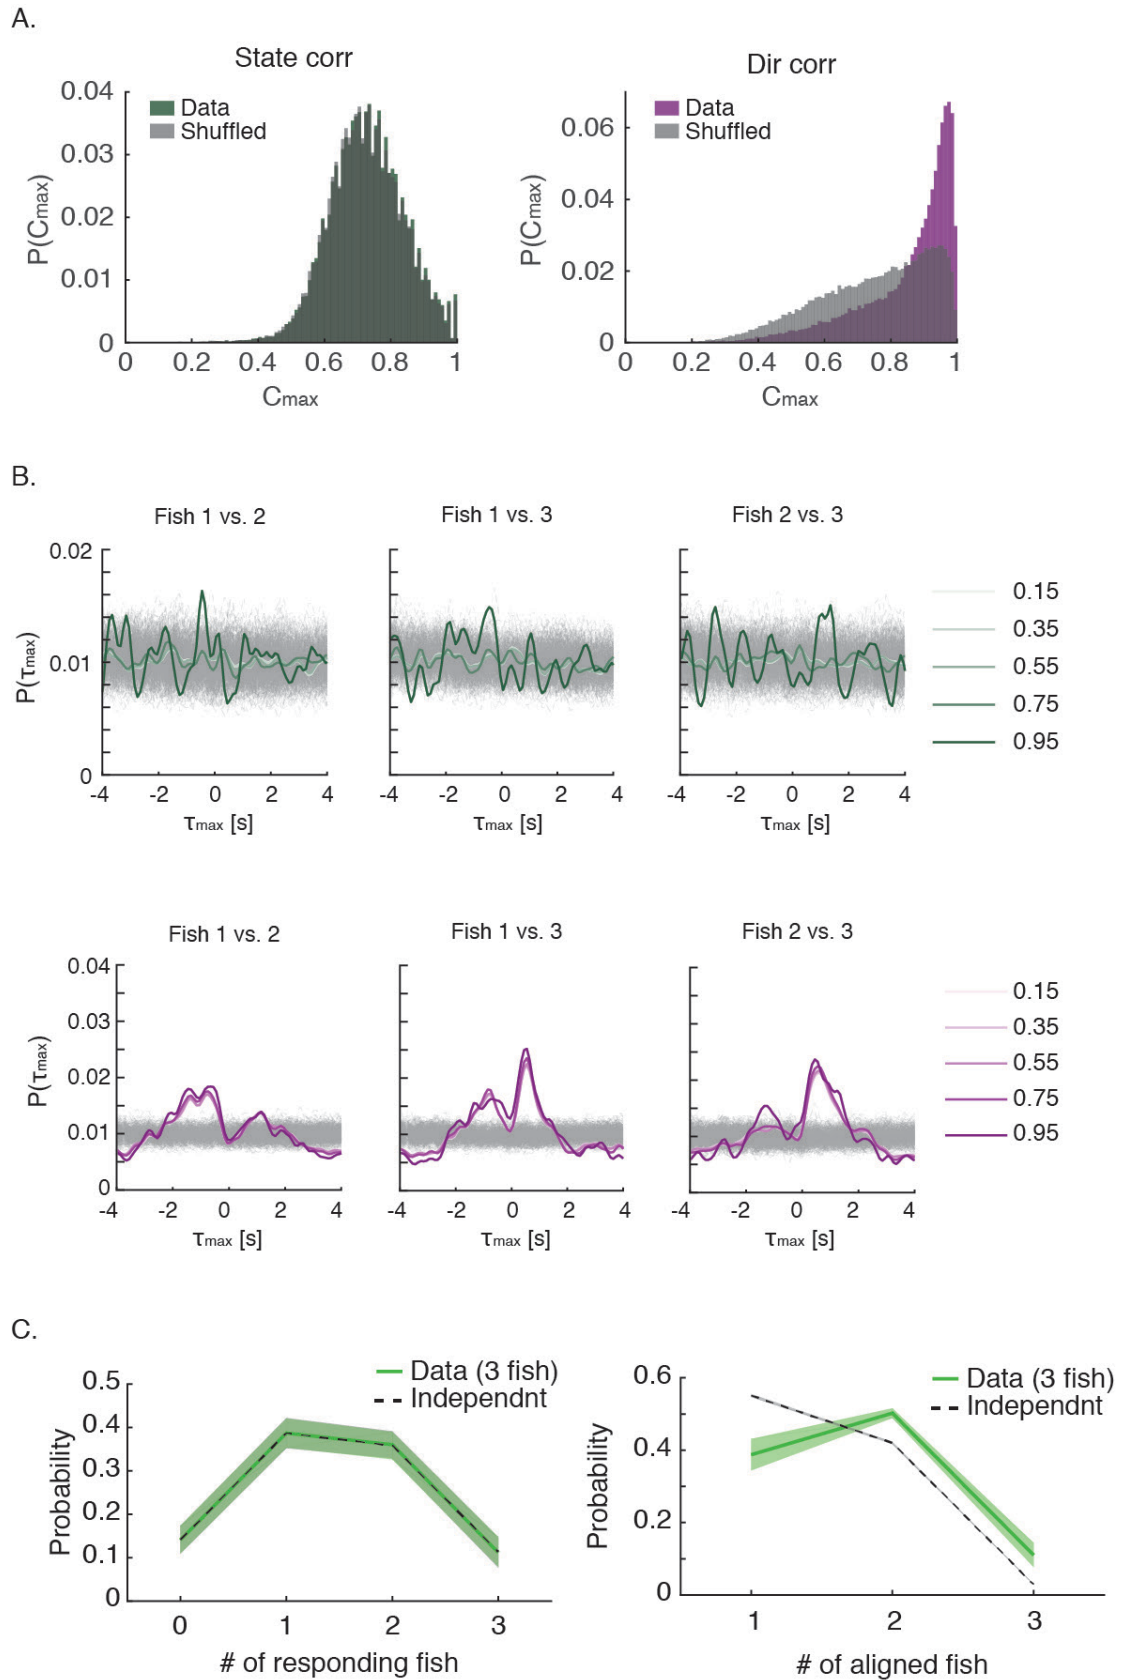 A.
State corr
Dir corr
Data
Shuffled
Data
Shuffled
0.04
0.03
0.02
0.01
0
P(Cmax)
0 0.2 0.4 0.6 0.8 1
Cmax
0.06
0.04
0.02
0
P(Cmax)
0 0.2 0.4 0.6 0.8 1
Cmax
B.
Fish 1 vs. 2
Fish 1 vs. 3
Fish 2 vs. 3
0.02
0.01
0
P(τmax)
-4 -2 0 2 4
τmax [s]
-4 -2 0 2 4
τmax [s]
-4 -2 0 2 4
τmax [s]
0.15
0.35
0.55
0.75
0.95
Fish 1 vs. 2
Fish 1 vs. 3
Fish 2 vs. 3
0.04
0.03
0.02
0.01
0
P(τmax)
-4 -2 0 2 4
τmax [s]
-4 -2 0 2 4
τmax [s]
-4 -2 0 2 4
τmax [s]
0.15
0.35
0.55
0.75
0.95
C.
Data (3 fish)
Independnt
0.5
0.4
0.3
0.2
0.1
0
Probability
0 1 2 3
# of responding fish
Data (3 fish)
Independnt
0.6
0.4
0.2
0
Probability
1 2 3
# of aligned fish